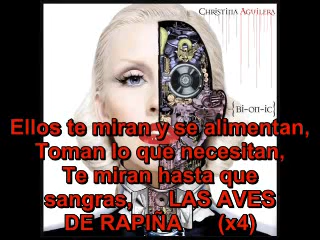 Christina Aguilera
{Bi-on-ic}
Ellos te miran y se alimentan,
Toman lo que necesitan,
Te miran hasta que
sangras, LAS AVES
DE RAPIÑA (x4)